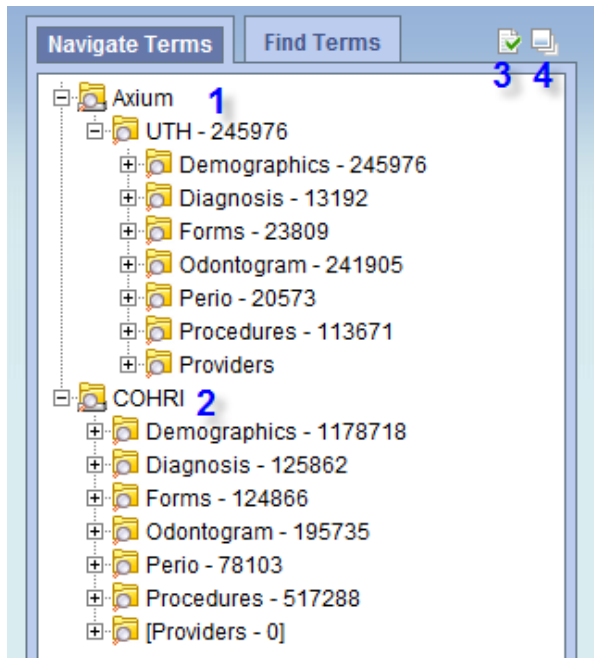 Navigate Terms Find Terms
3 4
Axium 1
UTH - 245976
Demographics - 245976
Diagnosis - 13192
Forms - 23809
Odontogram - 241905
Perio - 20573
Procedures - 113671
Providers
COHRI 2
Demographics - 1178718
Diagnosis - 125862
Forms - 124866
Odontogram - 195735
Perio - 78103
Procedures - 517288
[Providers - 0]